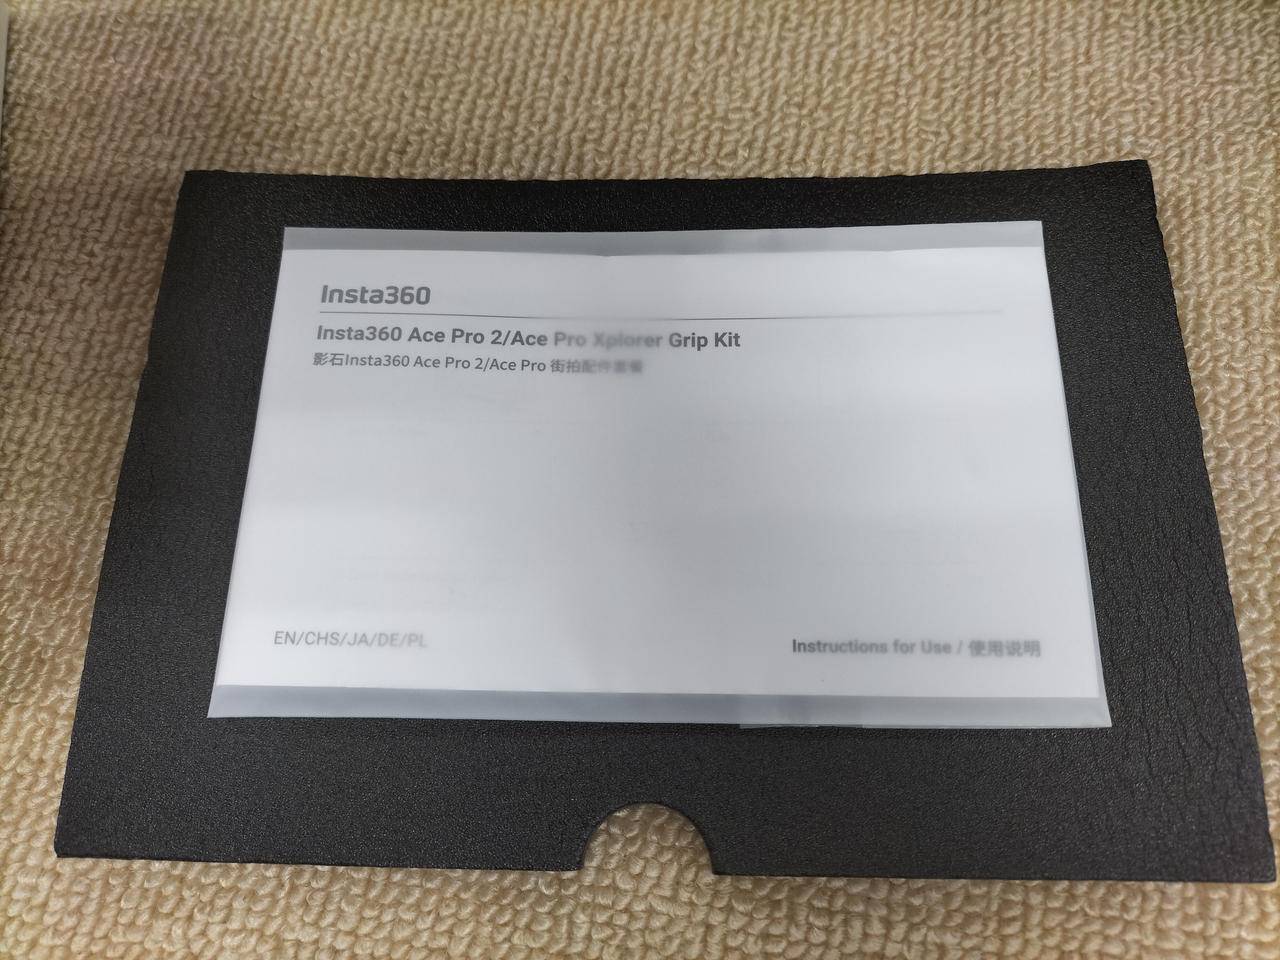 Insta360
Insta360 Ace Pro 2/Ace Pro Xplorer Grip Kit
影石Insta360 Ace Pro 2/Ace Pro 街拍配件套餐
EN/CHS/JA/DE/PL
Instructions for Use / 使用说明